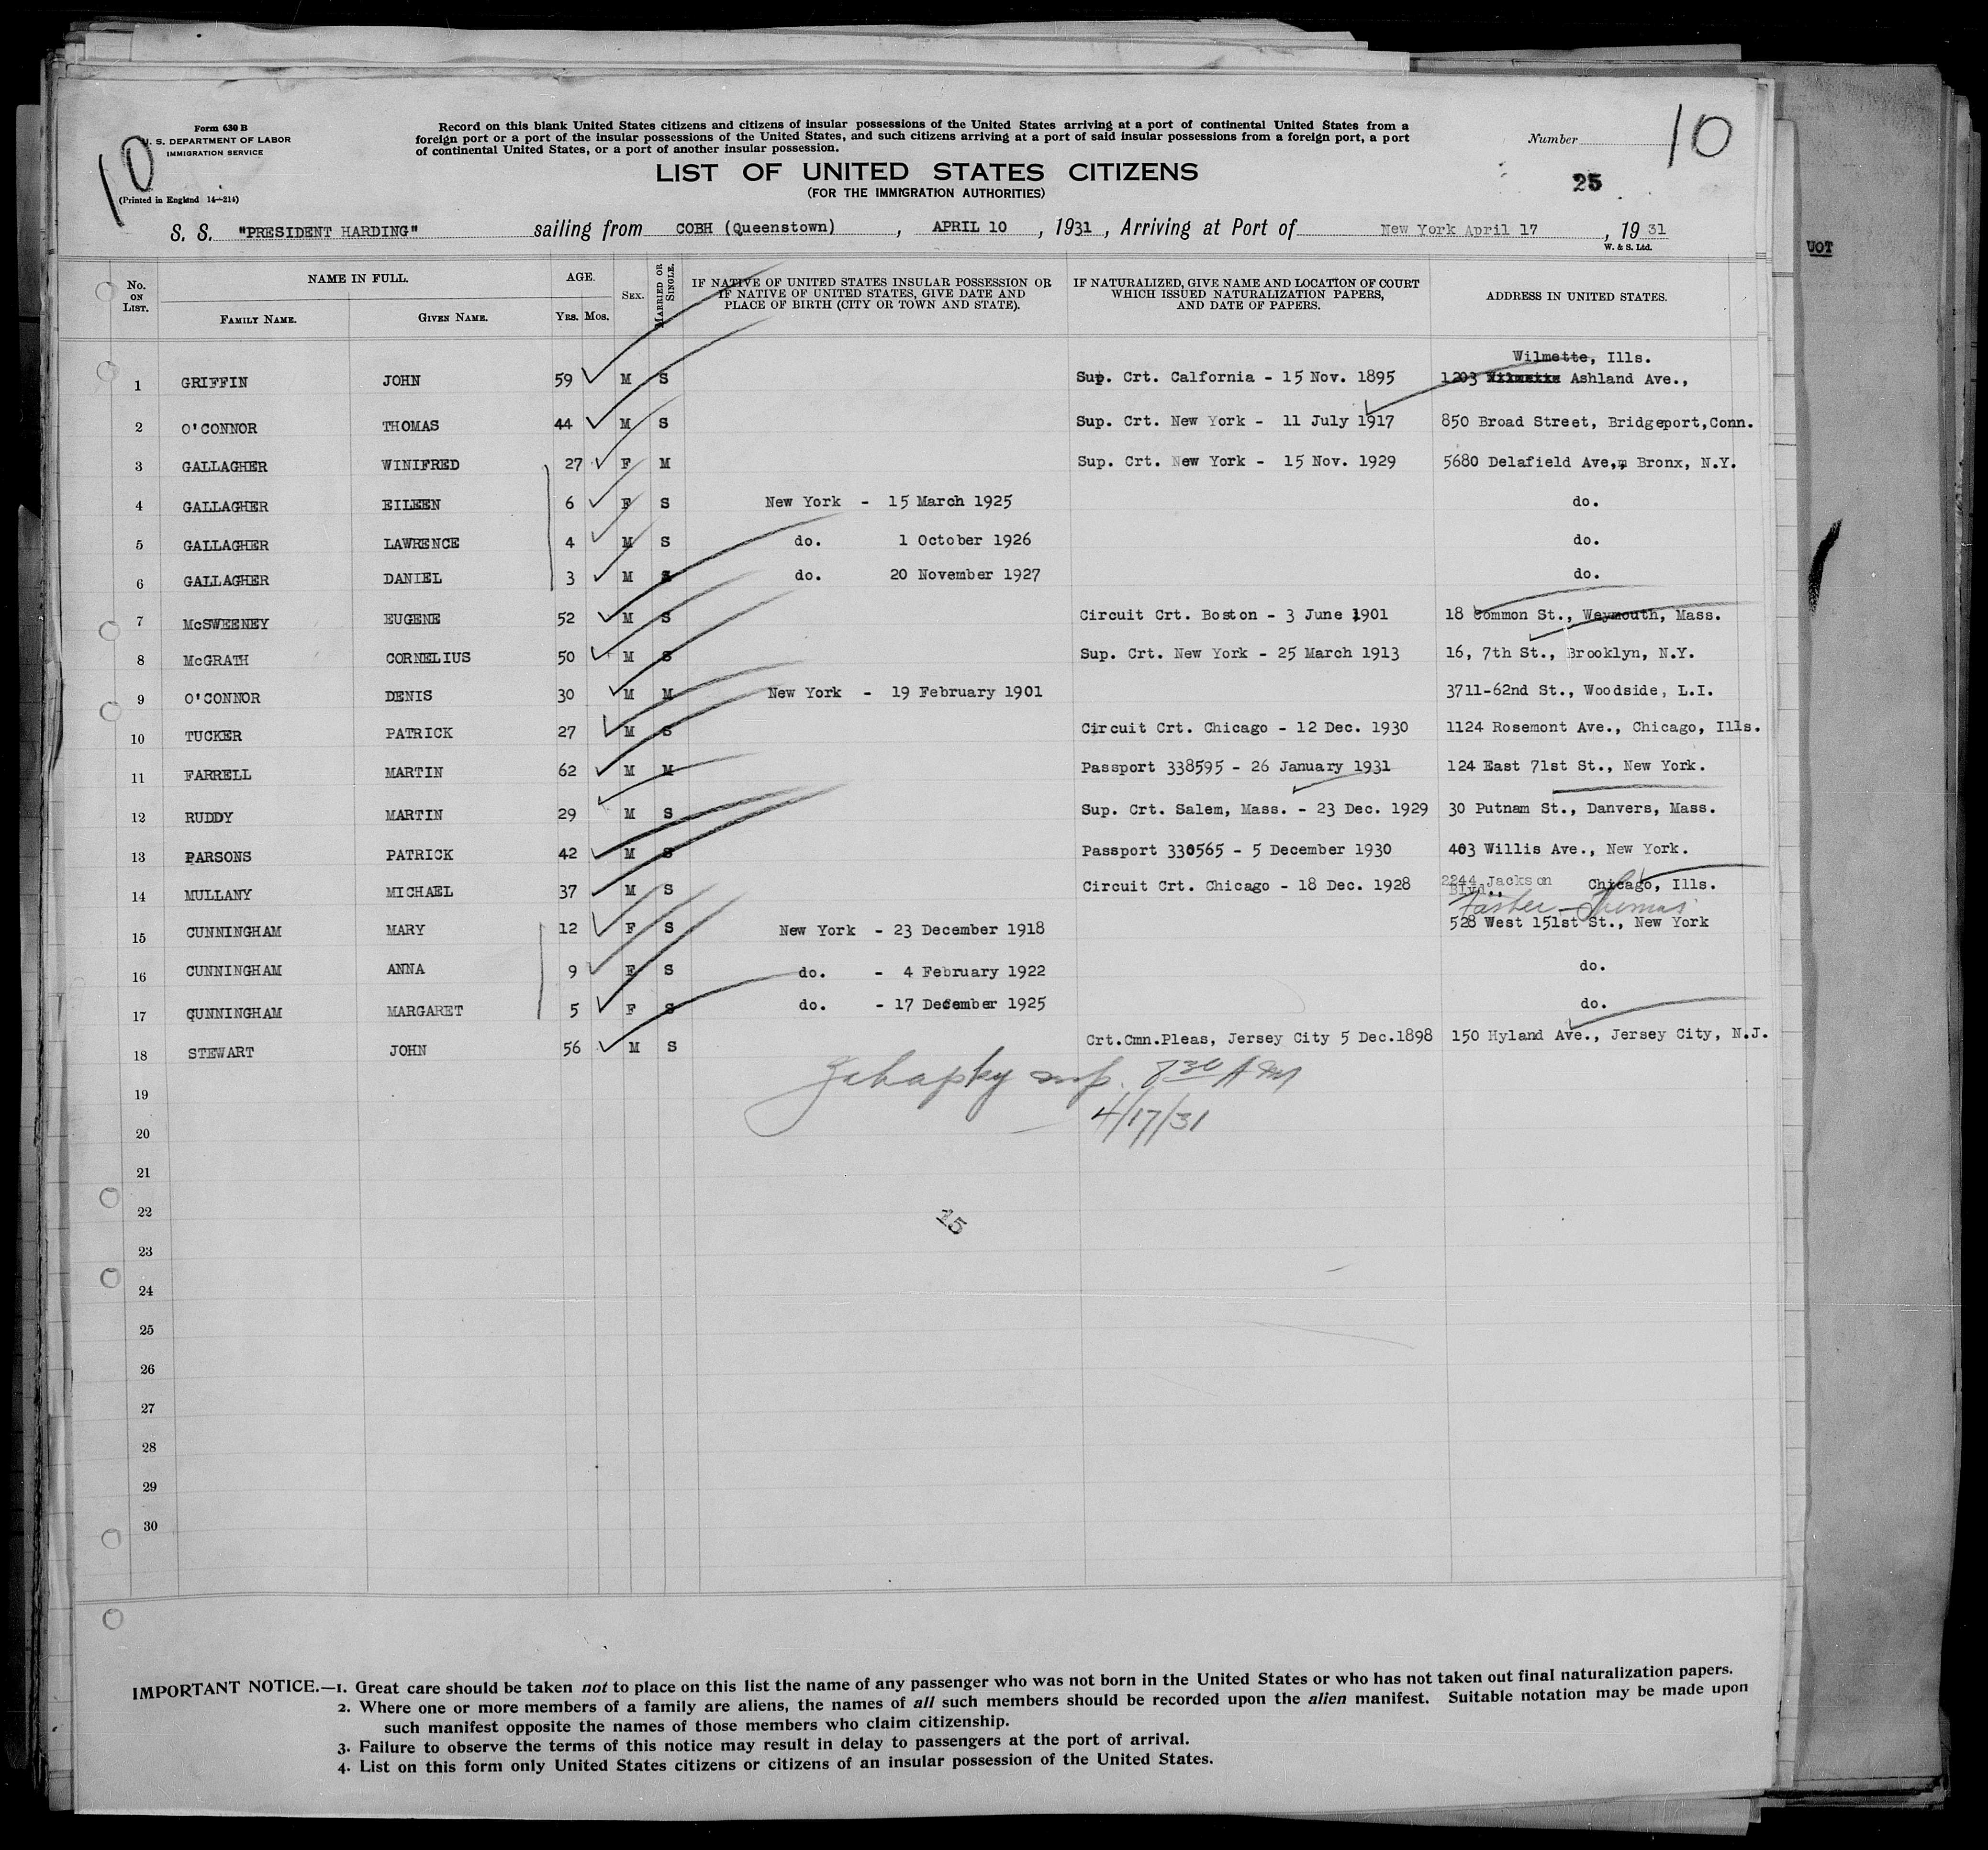 Form 630 B
U. S. DEPARTMENT OF LABOR
IMMIGRATION SERVICE
(Printed in England 14-214)
10
Record on this blank United States citizens and citizens of insular possessions of the United States arriving at a port of continental United States from a
foreign port or a port of the insular possessions of the United States, and such citizens arriving at a port of said insular possessions from a foreign port, a port
of continental United States, or a port of another insular possession.
Number
10
LIST OF UNITED STATES CITIZENS
(FOR THE IMMIGRATION AUTHORITIES)
25
S. S. "PRESIDENT HARDING" sailing from COBH (Queenstown) , APRIL 10 , 1931 , Arriving at Port of New York April 17 , 19 31
W. & S. Ltd.
UOT
No. ON LIST. NAME IN FULL. FAMILY NAME. GIVEN NAME. AGE. YRS. MOS. SEX. MARRIED OR SINGLE. IF NATIVE OF UNITED STATES INSULAR POSSESSION OR IF NATIVE OF UNITED STATES, GIVE DATE AND PLACE OF BIRTH (CITY OR TOWN AND STATE). IF NATURALIZED, GIVE NAME AND LOCATION OF COURT WHICH ISSUED NATURALIZATION PAPERS, AND DATE OF PAPERS. ADDRESS IN UNITED STATES.
Wilmette, Ills.
1 GRIFFIN JOHN 59 M S Sup. Crt. Calfornia - 15 Nov. 1895 1203 Ashland Ave.,
2 O'CONNOR THOMAS 44 M S Sup. Crt. New York - 11 July 1917 850 Broad Street, Bridgeport,Conn.
3 GALLAGHER WINIFRED 27 F M Sup. Crt. New York - 15 Nov. 1929 5680 Delafield Ave., Bronx, N.Y.
4 GALLAGHER EILEEN 6 F S New York - 15 March 1925 do.
5 GALLAGHER LAWRENCE 4 M S do. 1 October 1926 do.
6 GALLAGHER DANIEL 3 M S do. 20 November 1927 do.
7 McSWEENEY EUGENE 52 M S Circuit Crt. Boston - 3 June 1901 18 Common St., Weymouth, Mass.
8 McGRATH CORNELIUS 50 M S Sup. Crt. New York - 25 March 1913 16, 7th St., Brooklyn, N.Y.
9 O'CONNOR DENIS 30 M M New York - 19 February 1901 3711-62nd St., Woodside, L.I.
10 TUCKER PATRICK 27 M S Circuit Crt. Chicago - 12 Dec. 1930 1124 Rosemont Ave., Chicago, Ills.
11 FARRELL MARTIN 62 M M Passport 338595 - 26 January 1931 124 East 71st St., New York.
12 RUDDY MARTIN 29 M S Sup. Crt. Salem, Mass. - 23 Dec. 1929 30 Putnam St., Danvers, Mass.
13 PARSONS PATRICK 42 M S Passport 330565 - 5 December 1930 403 Willis Ave., New York.
14 MULLANY MICHAEL 37 M S Circuit Crt. Chicago - 18 Dec. 1928 2244 Jackson Blvd., Chicago, Ills.
Father - Thomas
15 CUNNINGHAM MARY 12 F S New York - 23 December 1918 528 West 151st St., New York
16 CUNNINGHAM ANNA 9 F S do. - 4 February 1922 do.
17 CUNNINGHAM MARGARET 5 F S do. - 17 December 1925 do.
18 STEWART JOHN 56 M S Crt.Cmn.Pleas, Jersey City 5 Dec.1898 150 Hyland Ave., Jersey City, N.J.
19 insp. 8 30 AM
20 4/17/31
21
22
15
23
24
25
26
27
28
29
30
IMPORTANT NOTICE.—1. Great care should be taken not to place on this list the name of any passenger who was not born in the United States or who has not taken out final naturalization papers.
2. Where one or more members of a family are aliens, the names of all such members should be recorded upon the alien manifest. Suitable notation may be made upon
such manifest opposite the names of those members who claim citizenship.
3. Failure to observe the terms of this notice may result in delay to passengers at the port of arrival.
4. List on this form only United States citizens or citizens of an insular possession of the United States.